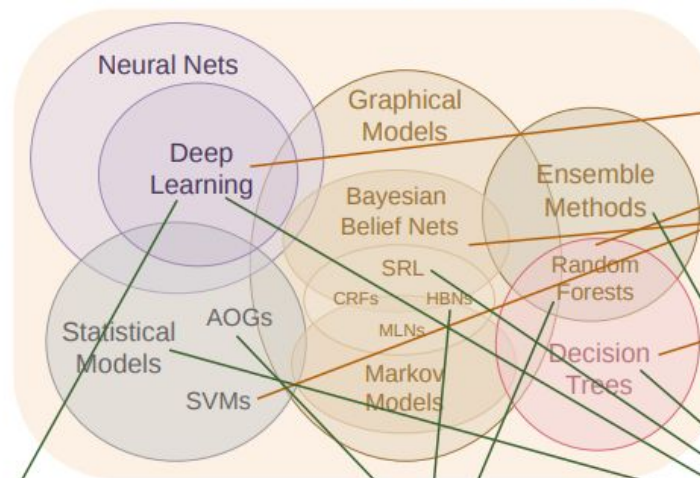 Neural Nets
Deep
Learning
Graphical
Models
Bayesian
Belief Nets
SRL
CRFs
HBNs
MLNs
Markov
Models
Ensemble
Methods
Random
Forests
Decision
Trees
Statistical
Models
AOGs
SVMs